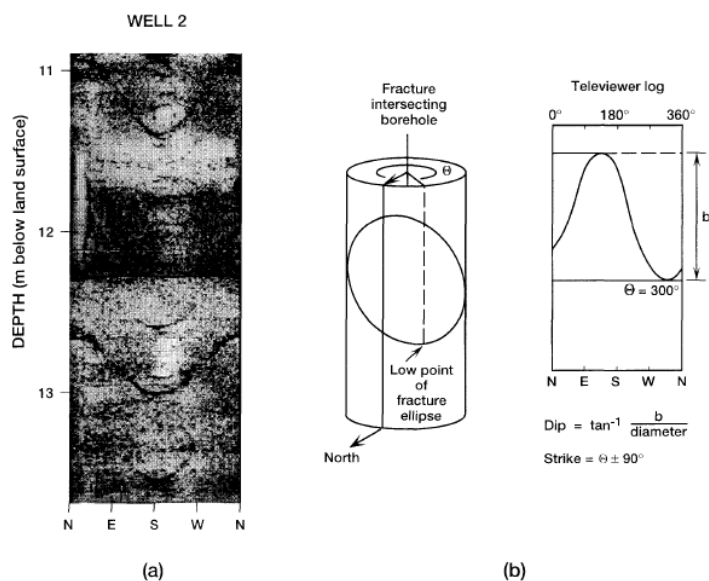 WELL 2
11
12
13
DEPTH (m below land surface)
N E S W N
(a)
Fracture
intersecting
borehole
Θ
Low point
of
fracture
ellipse
North
Televiewer log
0° 180° 360°
b
Θ = 300°
N E S W N
Dip = tan⁻¹ b
diameter
Strike = Θ ± 90°
(b)